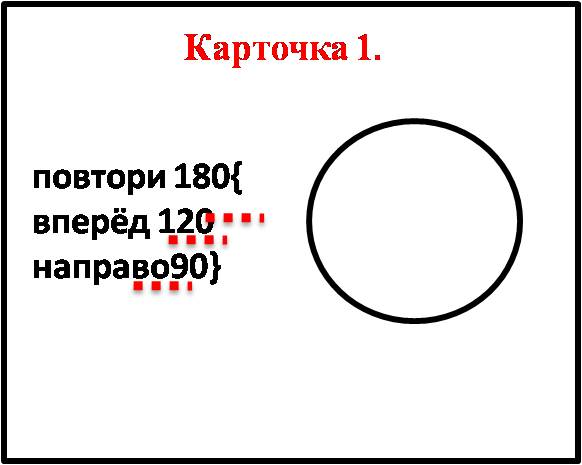 Карточка 1.
повтори 180{
вперёд 120
направо90}